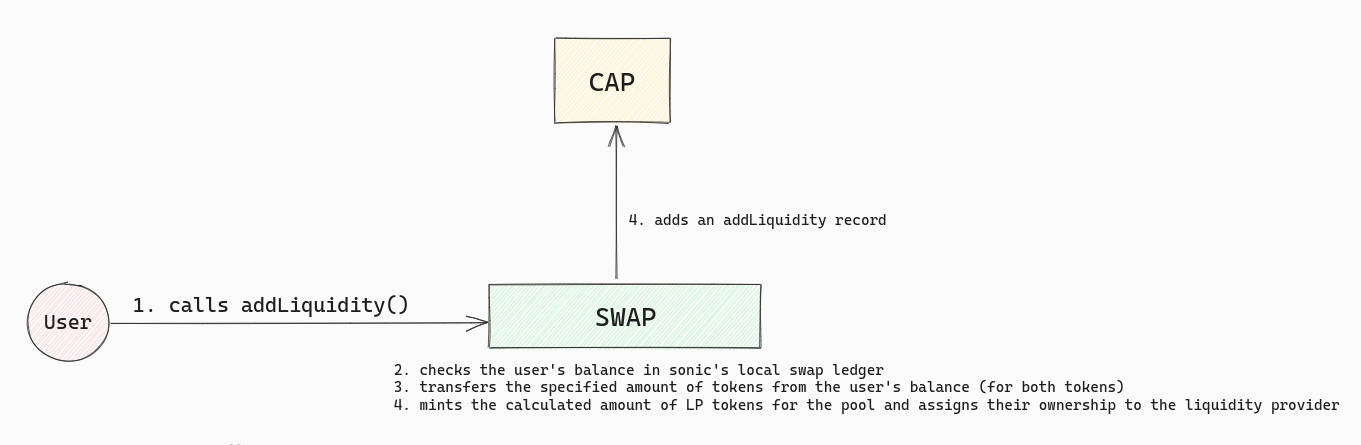 CAP
4. adds an addLiquidity record
User
1. calls addLiquidity()
SWAP
2. checks the user's balance in sonic's local swap ledger
3. transfers the specified amount of tokens from the user's balance (for both tokens)
4. mints the calculated amount of LP tokens for the pool and assigns their ownership to the liquidity provider